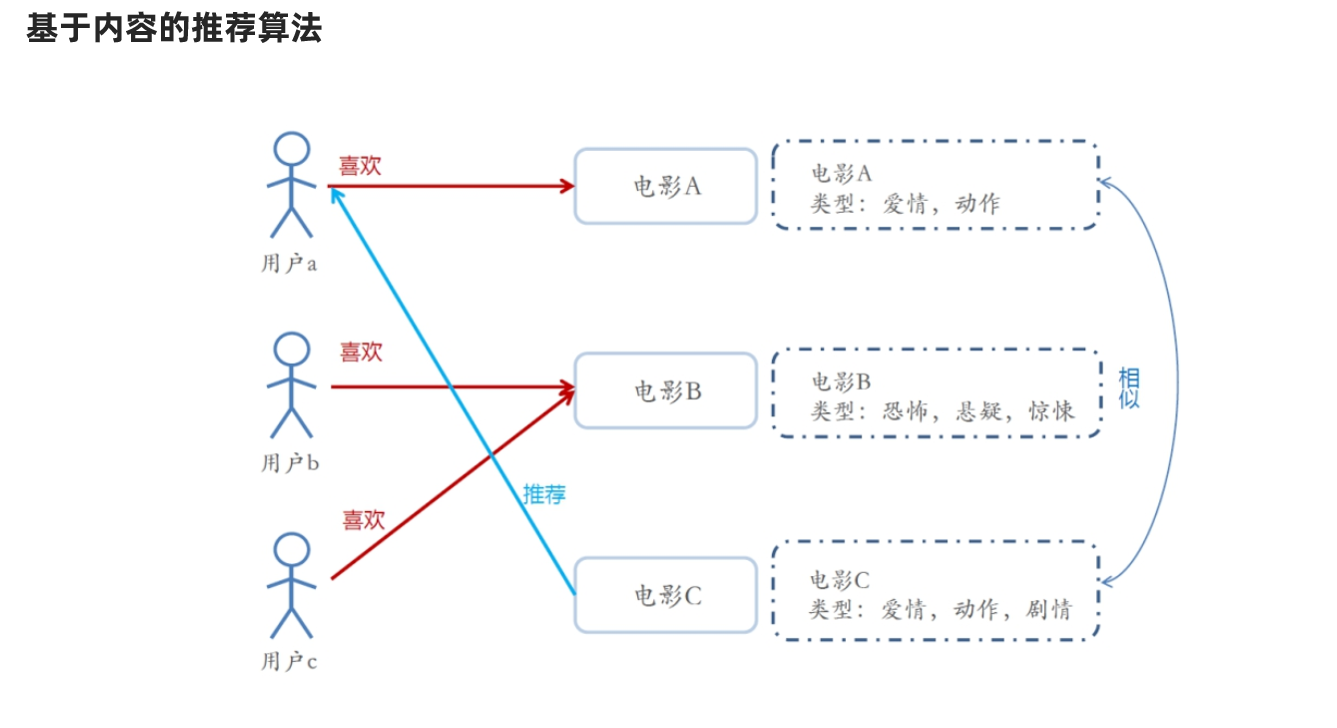 基于内容的推荐算法
喜欢
电影A
电影A
类型：爱情，动作
用户a
喜欢
电影B
电影B
类型：恐怖，悬疑，惊悚
相似
用户b
推荐
喜欢
电影C
电影C
类型：爱情，动作，剧情
用户c